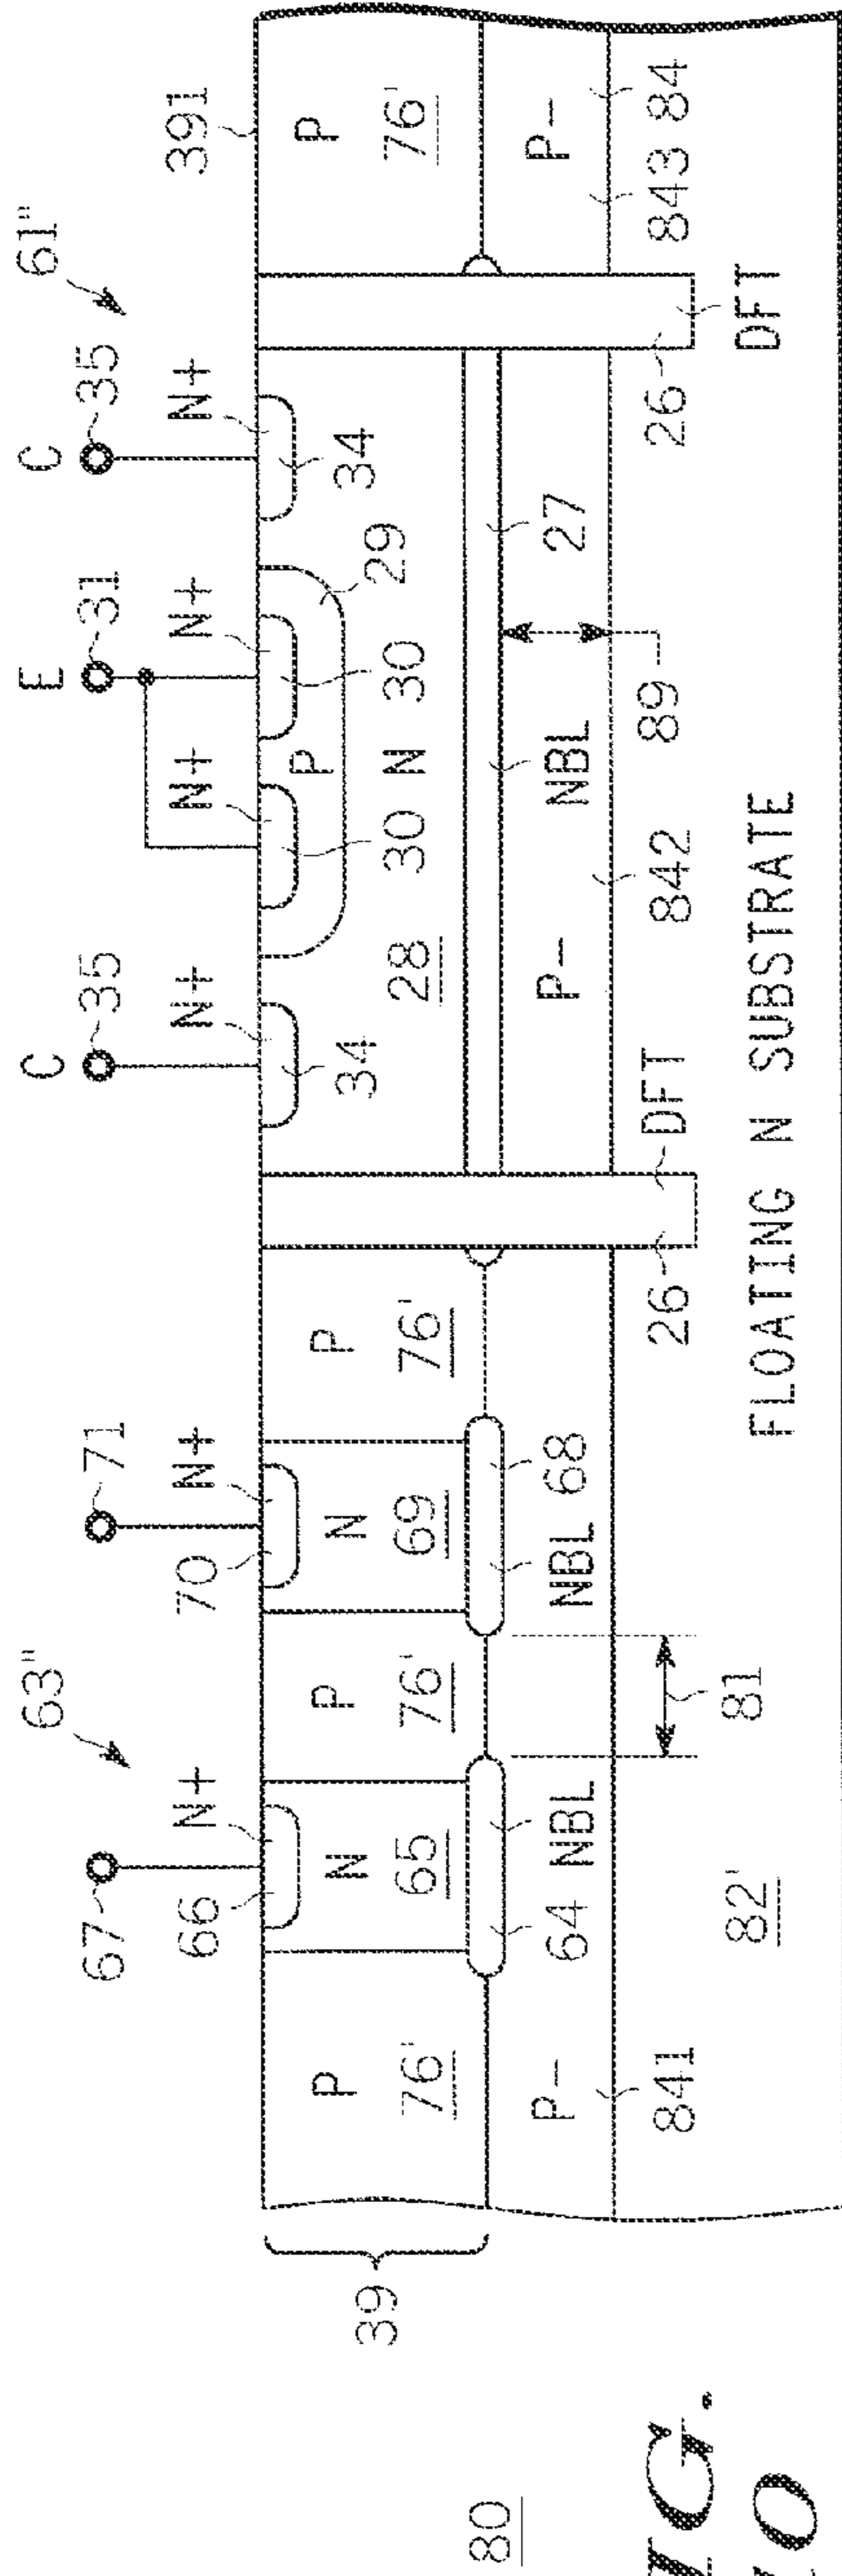 63" C E C 61"
67 71 35 31 35
66 N+ 70 N+ N+ N+ N+ N+ 391
P N P N P P P
39 76' 65 76' 69 76' 34 28 N 30 30 29 34 76'
80 P- 64 NBL NBL 68 P- NBL 27 P-
841 81 26 DFT 842 89 26 843 84
82' FLOATING N SUBSTRATE DFT